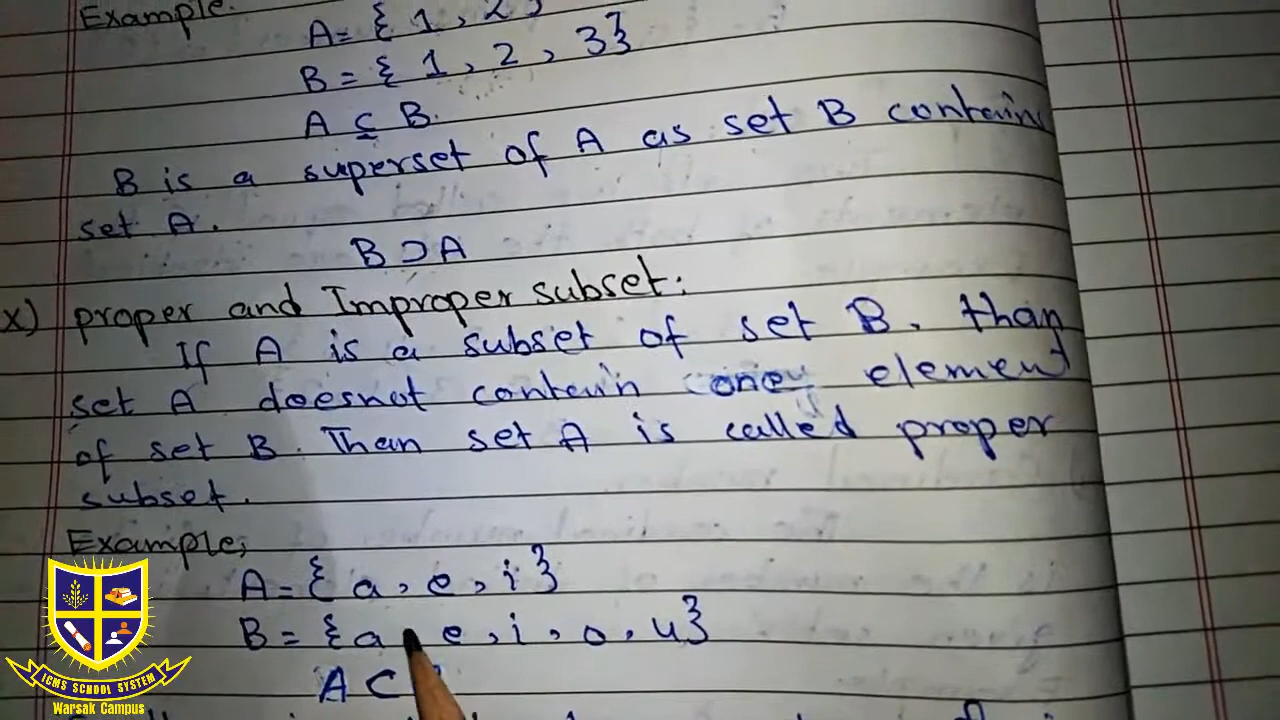 Example.
A = { 1 , 2 }
B = { 1 , 2 , 3 }
A ⊆ B.
B is a superset of A as set B contains
set A.
B ⊃ A
x) proper and Improper subset:
If A is a subset of set B. than
set A doesnot contain one element
of set B. Than set A is called proper
subset.
Example;
A = { a , e , i }
B = { a e , i , o , u }
A ⊂
ICMS SCHOOL SYSTEM
Warsak Campus